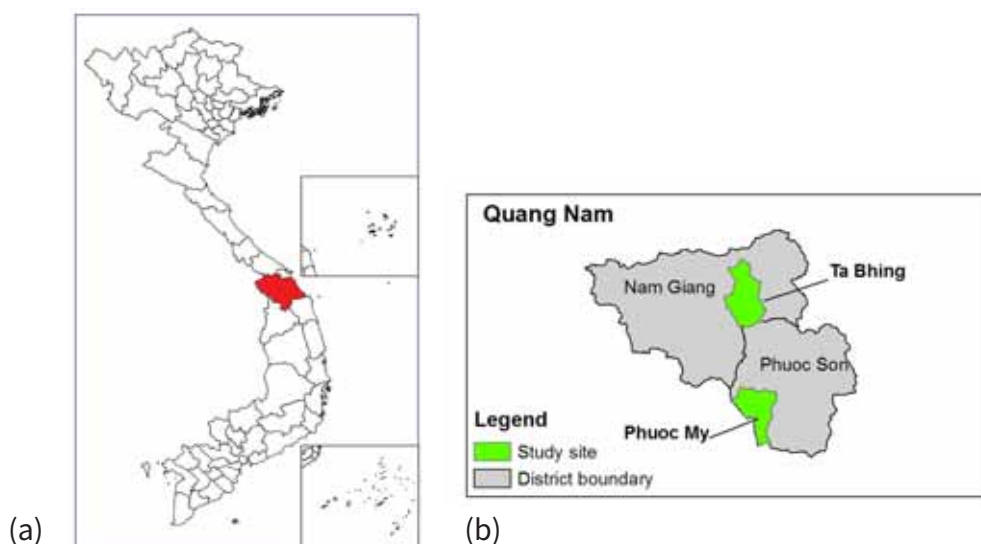 Quang Nam
Nam Giang
Ta Bhing
Phuoc Son
Phuoc My
Legend
Study site
District boundary
(a)
(b)